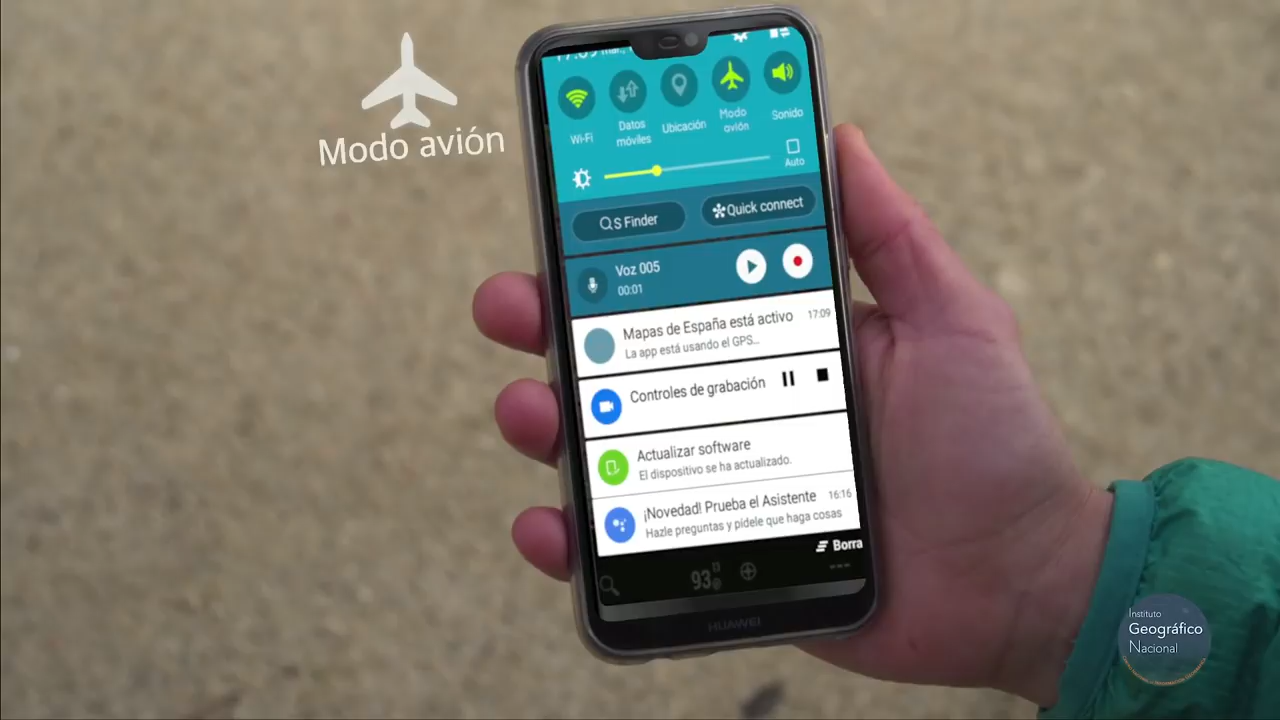 Modo avión
Wi-Fi
Datos
móviles
Ubicación
Modo
avión
Sonido
Auto
S Finder
Quick connect
Voz 005
00:01
Mapas de España está activo 17:09
La app está usando el GPS...
Controles de grabación
Actualizar software
El dispositivo se ha actualizado.
¡Novedad! Prueba el Asistente 16:16
Hazle preguntas y pídele que haga cosas
Borra
93
HUAWEI
Instituto
Geográfico
Nacional